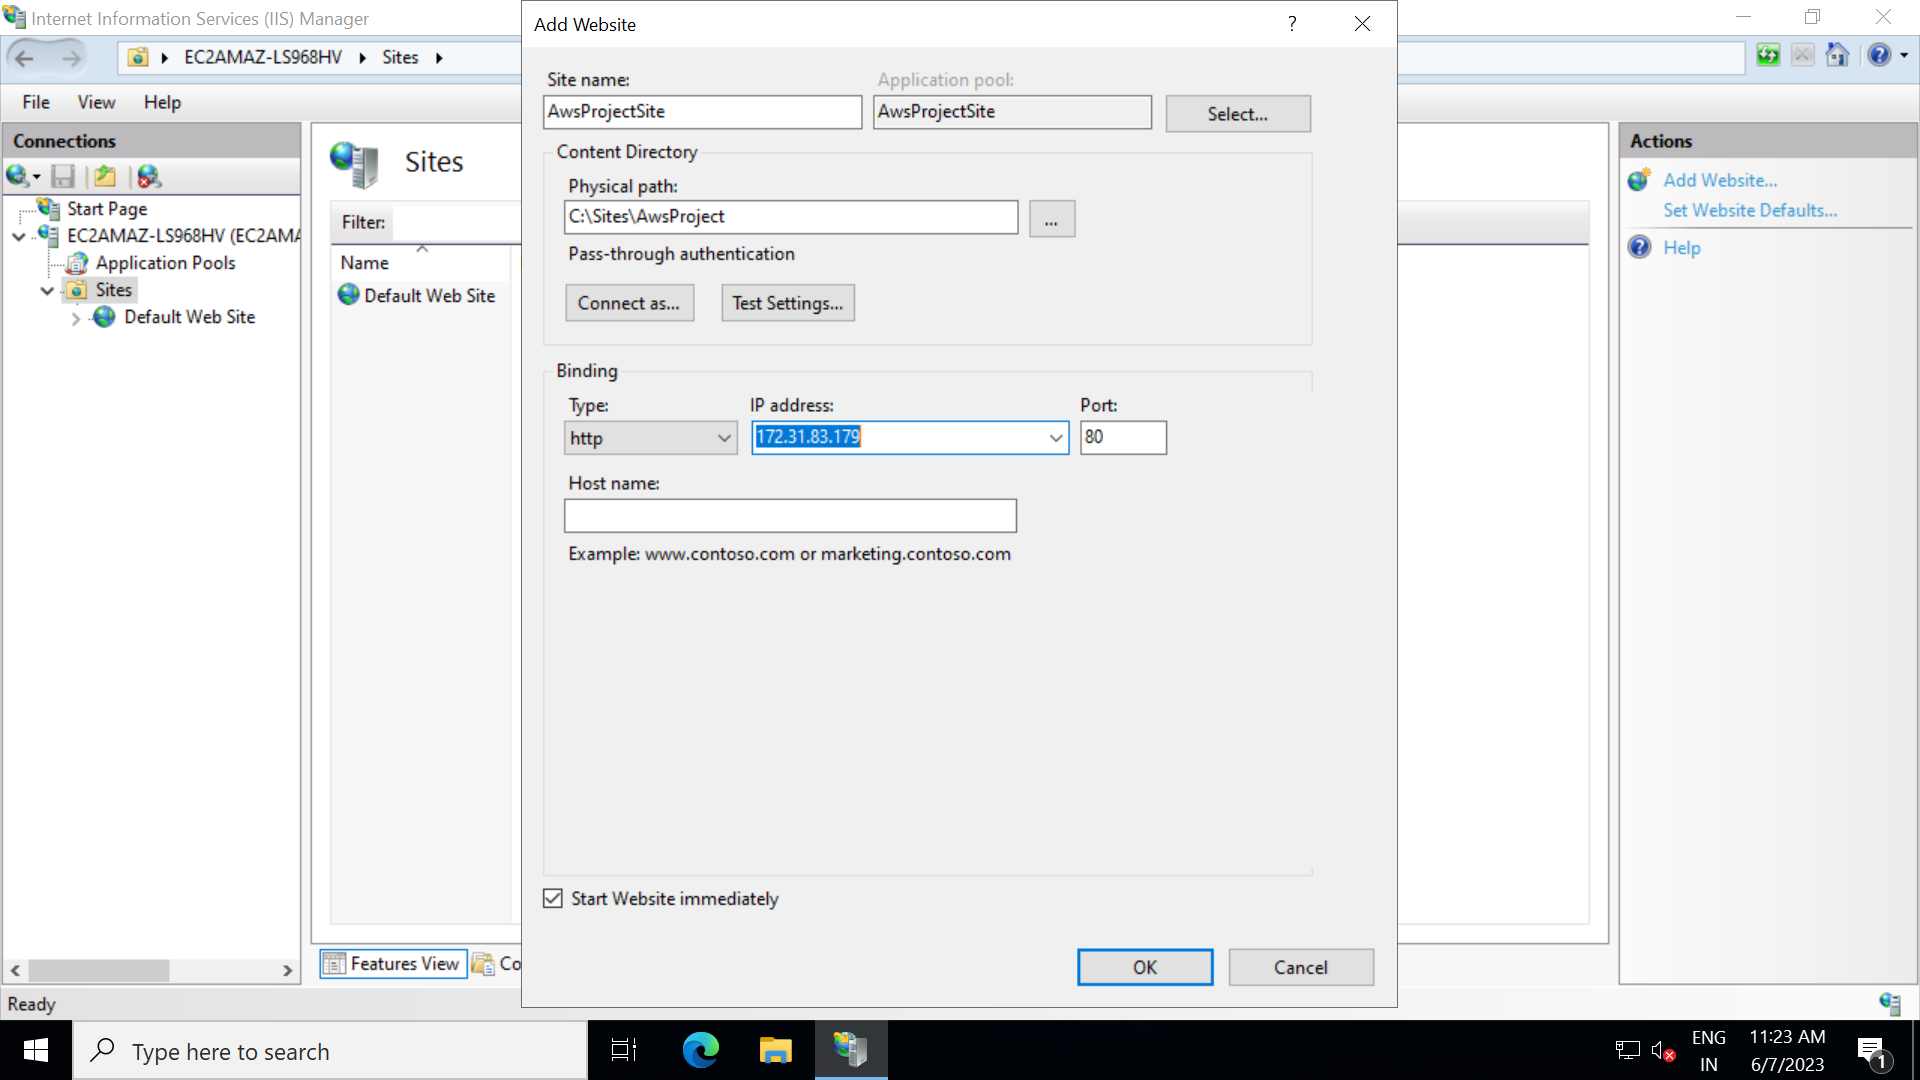 Internet Information Services (IIS) Manager
EC2AMAZ-LS968HV
Sites
File
View
Help
Connections
Start Page
EC2AMAZ-LS968HV (EC2AMA
Application Pools
Sites
Default Web Site
Sites
Filter:
Name
Default Web Site
Features View
Co
Ready
Add Website
?
Site name:
Application pool:
AwsProjectSite
AwsProjectSite
Select...
Content Directory
Physical path:
C:\Sites\AwsProject
...
Pass-through authentication
Connect as...
Test Settings...
Binding
Type:
IP address:
Port:
http
172.31.83.179
80
Host name:
Example: www.contoso.com or marketing.contoso.com
Start Website immediately
OK
Cancel
Actions
Add Website...
Set Website Defaults...
Help
Type here to search
ENG
IN
11:23 AM
6/7/2023
1